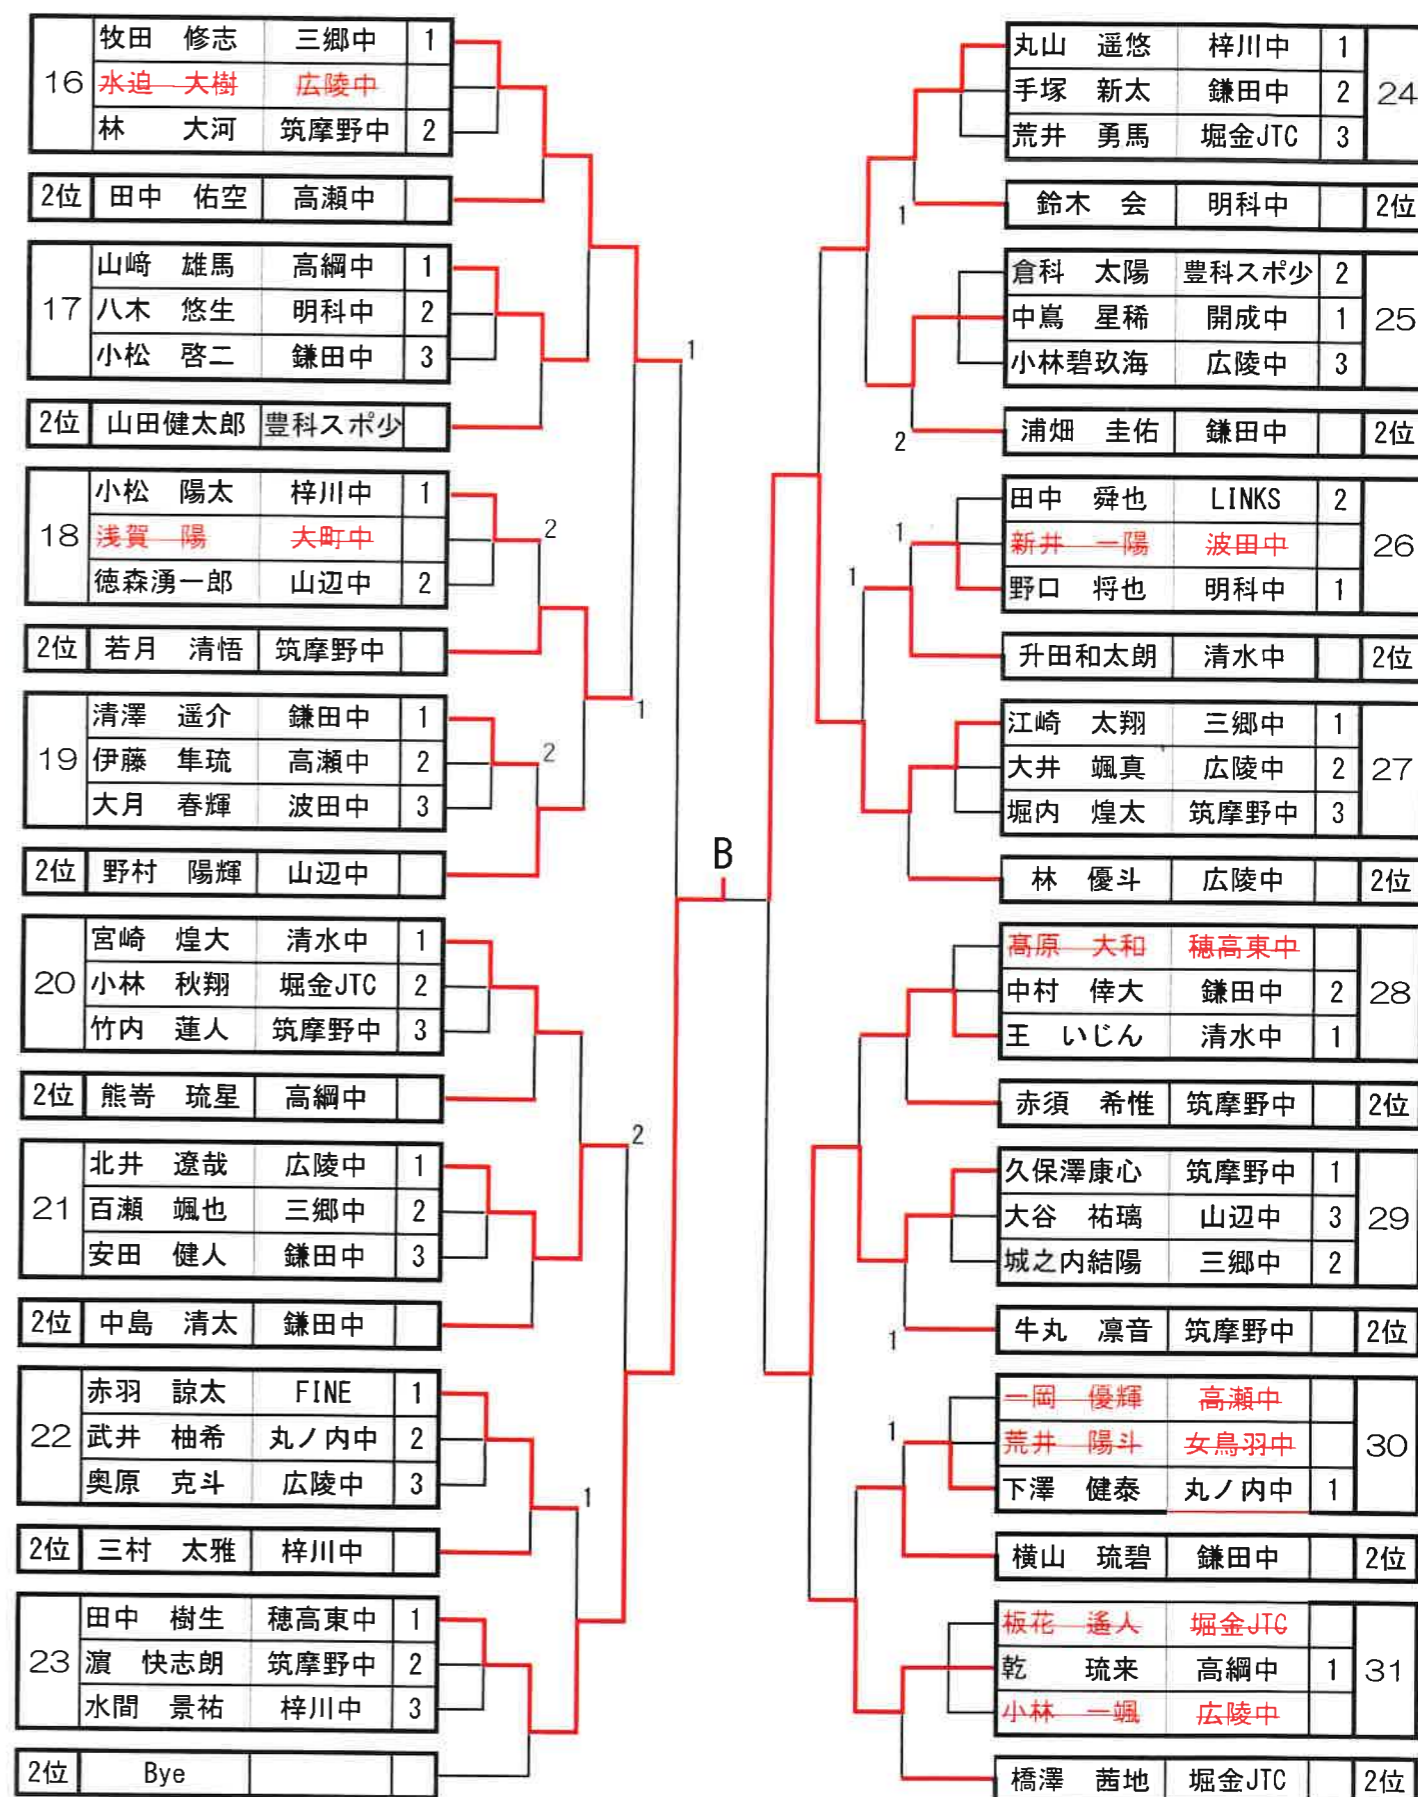 16
牧田 修志 三郷中 1
水迫 大樹 広陵中
林 大河 筑摩野中 2
2位 田中 佑空 高瀬中
17
山﨑 雄馬 高綱中 1
八木 悠生 明科中 2
小松 啓二 鎌田中 3
2位 山田健太郎 豊科スポ少
18
小松 陽太 梓川中 1
浅賀 陽 大町中
徳森湧一郎 山辺中 2
2位 若月 清悟 筑摩野中
19
清澤 遥介 鎌田中 1
伊藤 隼琉 高瀬中 2
大月 春輝 波田中 3
2位 野村 陽輝 山辺中
20
宮崎 煌大 清水中 1
小林 秋翔 堀金JTC 2
竹内 蓮人 筑摩野中 3
2位 熊嵜 琉星 高綱中
21
北井 遼哉 広陵中 1
百瀬 颯也 三郷中 2
安田 健人 鎌田中 3
2位 中島 清太 鎌田中
22
赤羽 諒太 FINE 1
武井 柚希 丸ノ内中 2
奥原 克斗 広陵中 3
2位 三村 太雅 梓川中
23
田中 樹生 穂高東中 1
濵 快志朗 筑摩野中 2
水間 景祐 梓川中 3
2位 Bye
2
2
1
1
2
1
B
1
2
1
1
1
1
丸山 遥悠 梓川中 1
手塚 新太 鎌田中 2
荒井 勇馬 堀金JTC 3
24
鈴木 会 明科中 2位
倉科 太陽 豊科スポ少 2
中嶌 星稀 開成中 1
小林碧玖海 広陵中 3
25
浦畑 圭佑 鎌田中 2位
田中 舜也 LINKS 2
新井 一陽 波田中
野口 将也 明科中 1
26
升田和太朗 清水中 2位
江崎 太翔 三郷中 1
大井 颯真 広陵中 2
堀内 煌太 筑摩野中 3
27
林 優斗 広陵中 2位
髙原 大和 穂高東中
中村 倖大 鎌田中 2
王 いじん 清水中 1
28
赤須 希惟 筑摩野中 2位
久保澤康心 筑摩野中 1
大谷 祐璃 山辺中 3
城之内結陽 三郷中 2
29
牛丸 凛音 筑摩野中 2位
一岡 優輝 高瀬中
荒井 陽斗 女鳥羽中
下澤 健泰 丸ノ内中 1
30
横山 琉碧 鎌田中 2位
板花 遙人 堀金JTC
乾 琉来 高綱中 1
小林 一颯 広陵中
31
橋澤 茜地 堀金JTC 2位